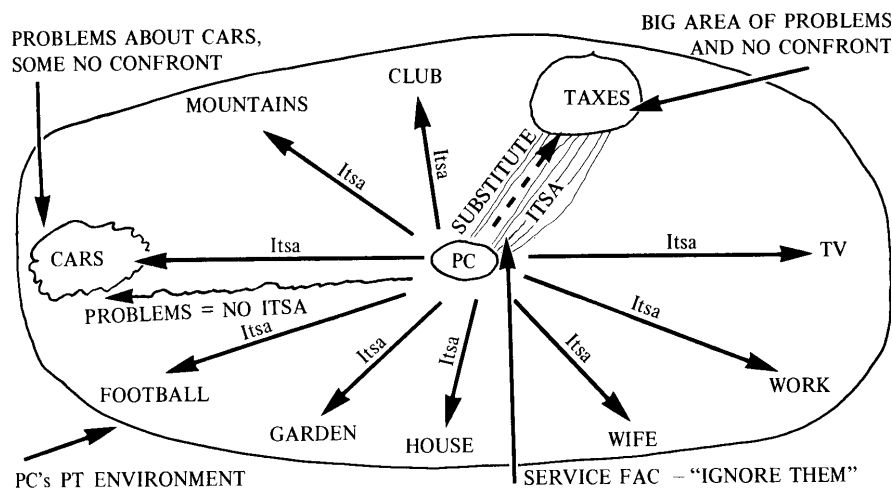 PROBLEMS ABOUT CARS,
SOME NO CONFRONT
BIG AREA OF PROBLEMS
AND NO CONFRONT
CLUB
MOUNTAINS
TAXES
Itsa
Itsa
SUBSTITUTE
ITSA
CARS
Itsa
PC
Itsa
TV
PROBLEMS = NO ITSA
Itsa
Itsa
Itsa
Itsa
Itsa
FOOTBALL
WORK
GARDEN
HOUSE
WIFE
PC's PT ENVIRONMENT
SERVICE FAC – "IGNORE THEM"